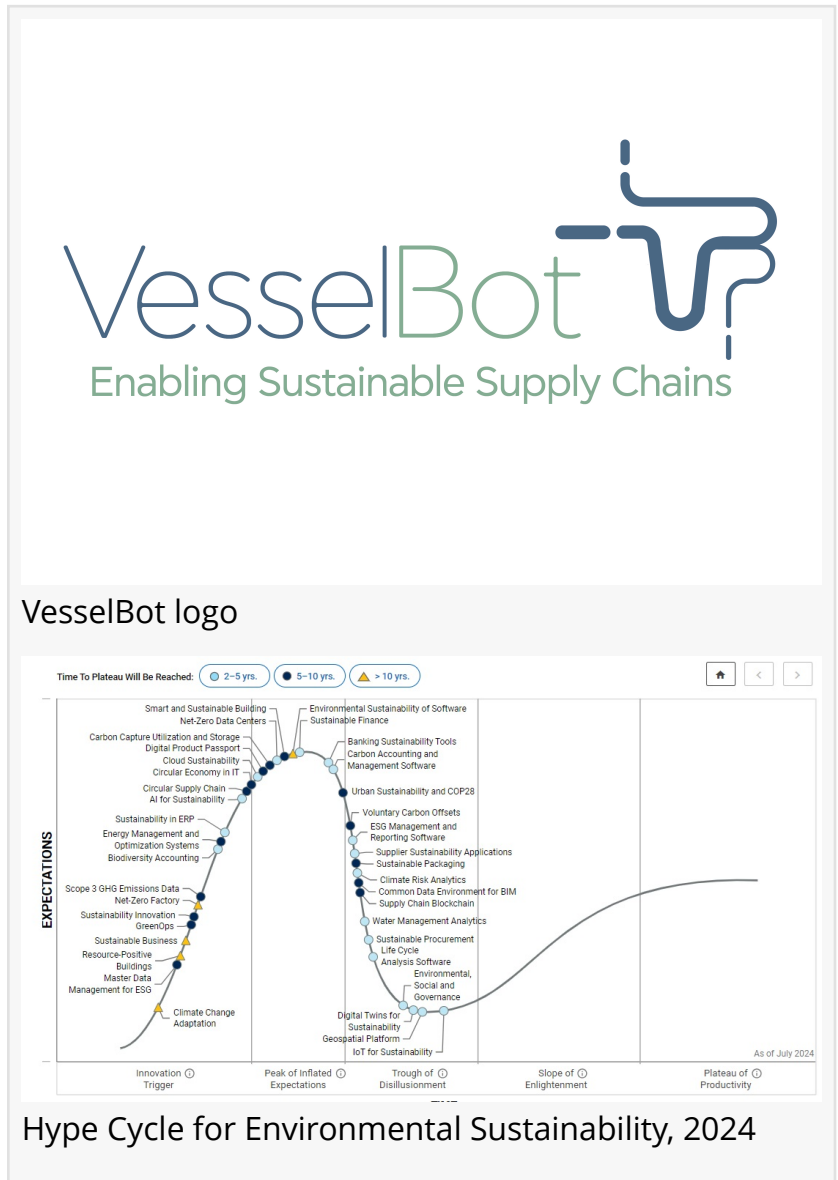 VesselBot
Enabling Sustainable Supply Chains
VesselBot logo
Time To Plateau Will Be Reached: 2–5 yrs. 5–10 yrs. > 10 yrs.
Smart and Sustainable Building
Net-Zero Data Centers
Carbon Capture Utilization and Storage
Digital Product Passport
Cloud Sustainability
Circular Economy in IT
Circular Supply Chain
AI for Sustainability
Sustainability in ERP
Energy Management and
Optimization Systems
Biodiversity Accounting
Scope 3 GHG Emissions Data
Net-Zero Factory
Sustainability Innovation
GreenOps
Sustainable Business
Resource-Positive
Buildings
Master Data
Management for ESG
Climate Change
Adaptation
Environmental Sustainability of Software
Sustainable Finance
Banking Sustainability Tools
Carbon Accounting and
Management Software
Urban Sustainability and COP28
Voluntary Carbon Offsets
ESG Management and
Reporting Software
Supplier Sustainability Applications
Sustainable Packaging
Climate Risk Analytics
Common Data Environment for BIM
Supply Chain Blockchain
Water Management Analytics
Sustainable Procurement
Life Cycle
Analysis Software
Environmental,
Social and
Governance
Digital Twins for
Sustainability
Geospatial Platform
IoT for Sustainability
EXPECTATIONS
As of July 2024
Innovation
Trigger
Peak of Inflated
Expectations
Trough of
Disillusionment
Slope of
Enlightenment
Plateau of
Productivity
Hype Cycle for Environmental Sustainability, 2024